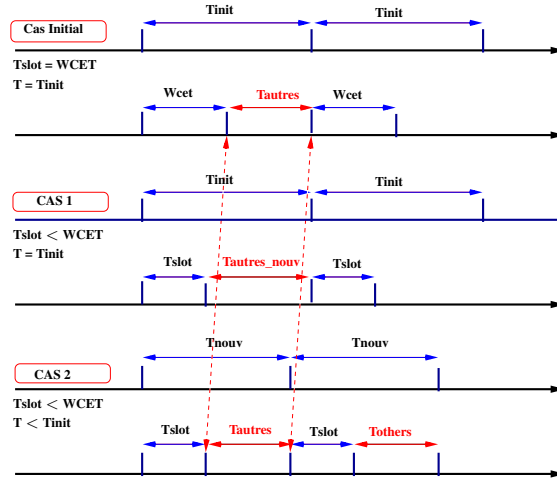 Cas Initial
Tinit Tinit
Tslot = WCET
T = Tinit
Wcet Tautres Wcet
CAS 1
Tinit Tinit
Tslot < WCET
T = Tinit
Tslot Tautres_nouv Tslot
CAS 2
Tnouv Tnouv
Tslot < WCET
T < Tinit
Tslot Tautres Tslot Tothers